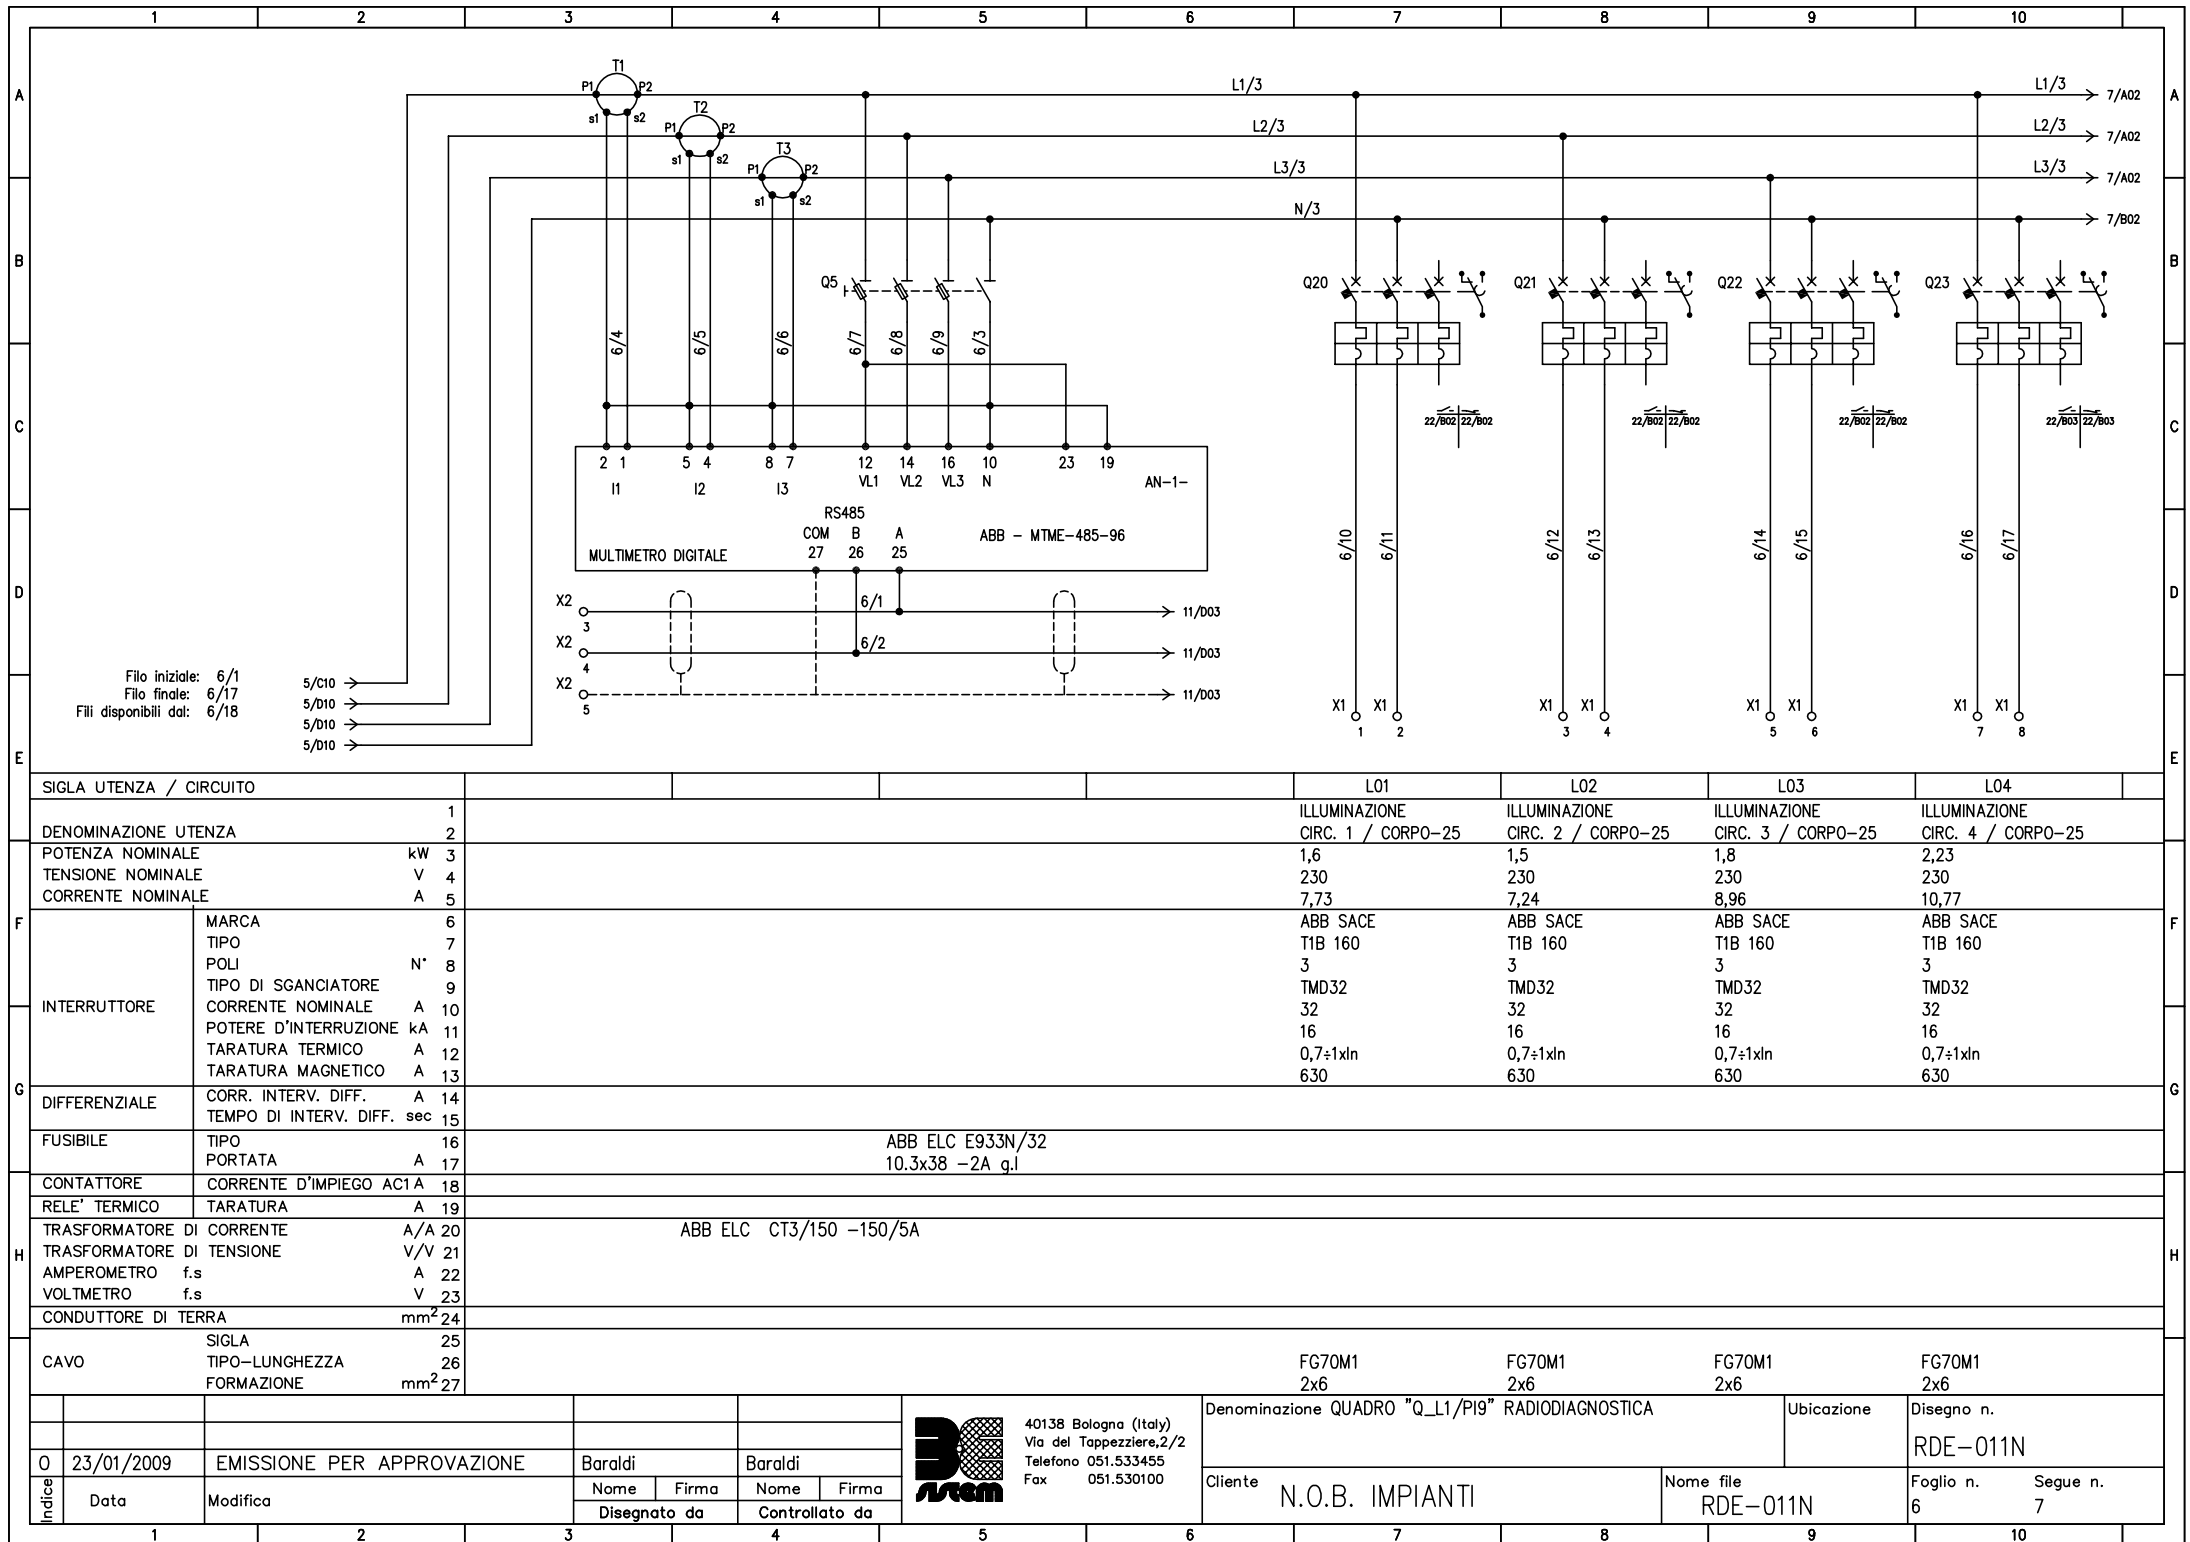 1 2 3 4 5 6 7 8 9 10
A A
B B
C C
D D
E E
F F
G G
H H
T1
P1 P2
s1 s2
T2
P1 P2
s1 s2
T3
P1 P2
s1 s2
L1/3 L1/3 7/A02
L2/3 L2/3 7/A02
L3/3 L3/3 7/A02
N/3 7/B02
Q5 Q20 Q21 Q22 Q23
6/4 6/5 6/6 6/7 6/8 6/9 6/3
22/B02 22/B02 22/B02 22/B02 22/B02 22/B02 22/B03 22/B03
2 1 5 4 8 7 12 14 16 10 23 19
I1 I2 I3 VL1 VL2 VL3 N AN-1-
RS485
COM B A ABB - MTME-485-96
27 26 25
MULTIMETRO DIGITALE
6/10 6/11 6/12 6/13 6/14 6/15 6/16 6/17
X2 3 6/1 11/D03
X2 4 6/2 11/D03
X2 5 11/D03
Filo iniziale: 6/1
Filo finale: 6/17
Fili disponibili dal: 6/18
5/C10
5/D10
5/D10
5/D10
X1 X1 X1 X1 X1 X1 X1 X1
1 2 3 4 5 6 7 8
SIGLA UTENZA / CIRCUITO L01 L02 L03 L04
1 ILLUMINAZIONE ILLUMINAZIONE ILLUMINAZIONE ILLUMINAZIONE
DENOMINAZIONE UTENZA 2 CIRC. 1 / CORPO-25 CIRC. 2 / CORPO-25 CIRC. 3 / CORPO-25 CIRC. 4 / CORPO-25
POTENZA NOMINALE kW 3 1,6 1,5 1,8 2,23
TENSIONE NOMINALE V 4 230 230 230 230
CORRENTE NOMINALE A 5 7,73 7,24 8,96 10,77
INTERRUTTORE
MARCA 6 ABB SACE ABB SACE ABB SACE ABB SACE
TIPO 7 T1B 160 T1B 160 T1B 160 T1B 160
POLI N° 8 3 3 3 3
TIPO DI SGANCIATORE 9 TMD32 TMD32 TMD32 TMD32
CORRENTE NOMINALE A 10 32 32 32 32
POTERE D'INTERRUZIONE kA 11 16 16 16 16
TARATURA TERMICO A 12 0,7÷1xIn 0,7÷1xIn 0,7÷1xIn 0,7÷1xIn
TARATURA MAGNETICO A 13 630 630 630 630
DIFFERENZIALE
CORR. INTERV. DIFF. A 14
TEMPO DI INTERV. DIFF. sec 15
FUSIBILE TIPO 16 ABB ELC E933N/32
PORTATA A 17 10.3x38 -2A g.l
CONTATTORE CORRENTE D'IMPIEGO AC1 A 18
RELE' TERMICO TARATURA A 19
TRASFORMATORE DI CORRENTE A/A 20 ABB ELC CT3/150 -150/5A
TRASFORMATORE DI TENSIONE V/V 21
AMPEROMETRO f.s A 22
VOLTMETRO f.s V 23
CONDUTTORE DI TERRA mm² 24
CAVO
SIGLA 25
TIPO-LUNGHEZZA 26 FG7OM1 FG7OM1 FG7OM1 FG7OM1
FORMAZIONE mm² 27 2x6 2x6 2x6 2x6
0 23/01/2009 EMISSIONE PER APPROVAZIONE Baraldi Baraldi
Indice Data Modifica Nome Firma Nome Firma
Disegnato da Controllato da
BE sistem
40138 Bologna (Italy)
Via del Tappezziere,2/2
Telefono 051.533455
Fax 051.530100
Denominazione QUADRO "Q_L1/PI9" RADIODIAGNOSTICA
Ubicazione
Disegno n.
RDE-011N
Cliente N.O.B. IMPIANTI
Nome file
RDE-011N
Foglio n. Segue n.
6 7
1 2 3 4 5 6 7 8 9 10